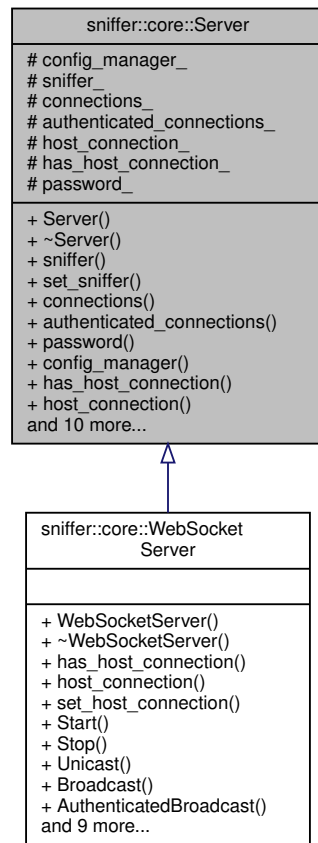 sniffer::core::Server
# config_manager_
# sniffer_
# connections_
# authenticated_connections_
# host_connection_
# has_host_connection_
# password_
+ Server()
+ ~Server()
+ sniffer()
+ set_sniffer()
+ connections()
+ authenticated_connections()
+ password()
+ config_manager()
+ has_host_connection()
+ host_connection()
and 10 more...
sniffer::core::WebSocket
Server
+ WebSocketServer()
+ ~WebSocketServer()
+ has_host_connection()
+ host_connection()
+ set_host_connection()
+ Start()
+ Stop()
+ Unicast()
+ Broadcast()
+ AuthenticatedBroadcast()
and 9 more...